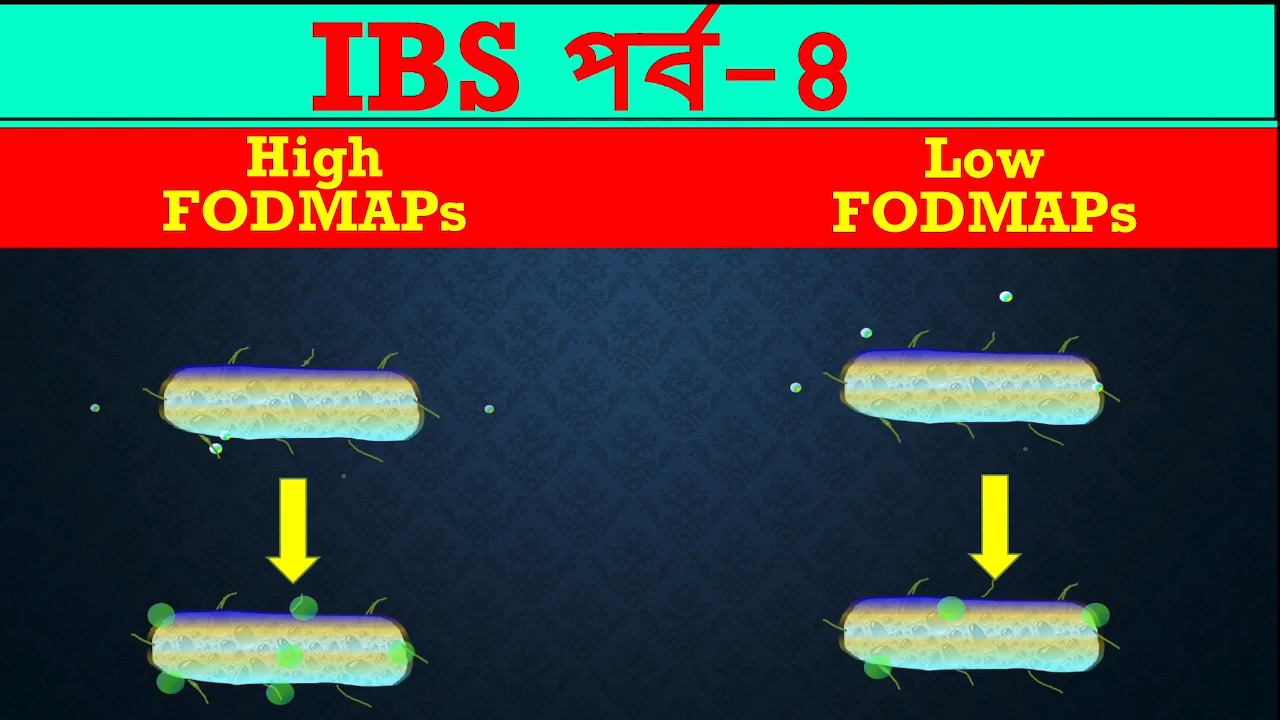 IBS পর্ব-৪
High
FODMAPs
Low
FODMAPs